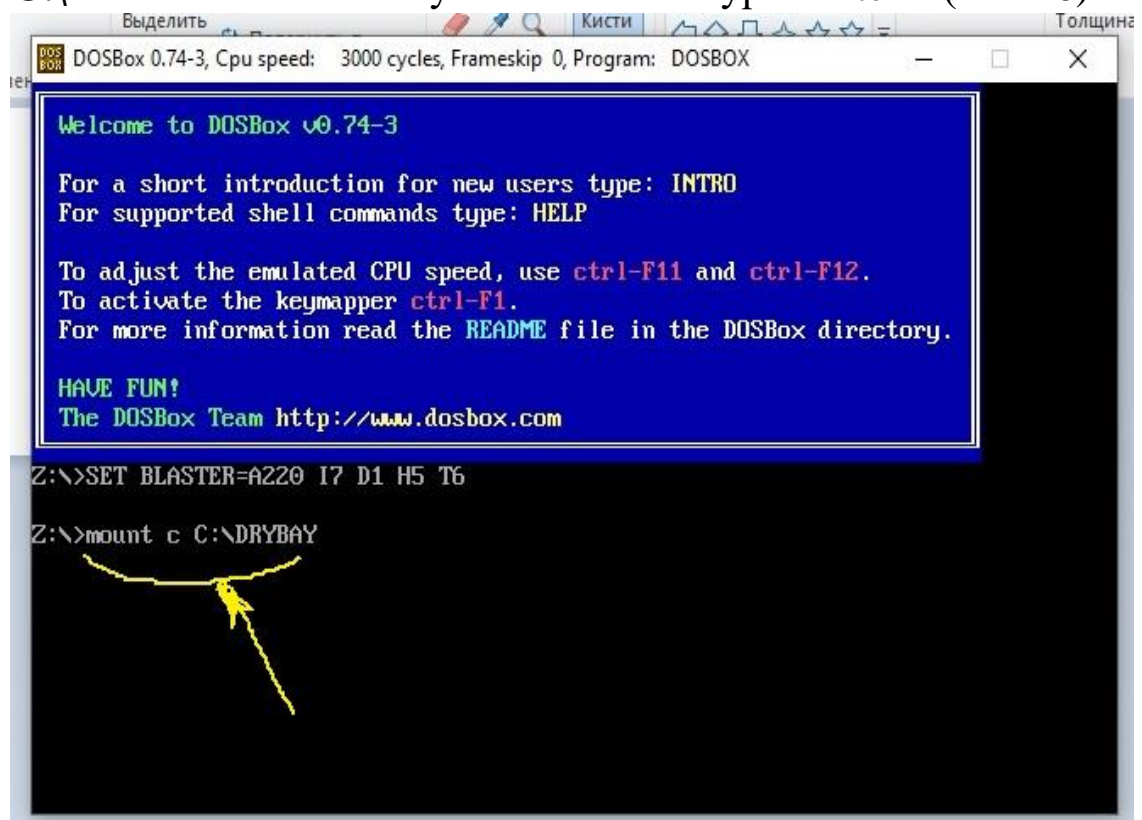 Выделить
Кисти
Толщина
DOSBox 0.74-3, Cpu speed: 3000 cycles, Frameskip 0, Program: DOSBOX
Welcome to DOSBox v0.74-3
For a short introduction for new users type: INTRO
For supported shell commands type: HELP
To adjust the emulated CPU speed, use ctrl-F11 and ctrl-F12.
To activate the keymapper ctrl-F1.
For more information read the README file in the DOSBox directory.
HAVE FUN!
The DOSBox Team http://www.dosbox.com
Z:\>SET BLASTER=A220 I7 D1 H5 T6
Z:\>mount c C:\DRYBAY